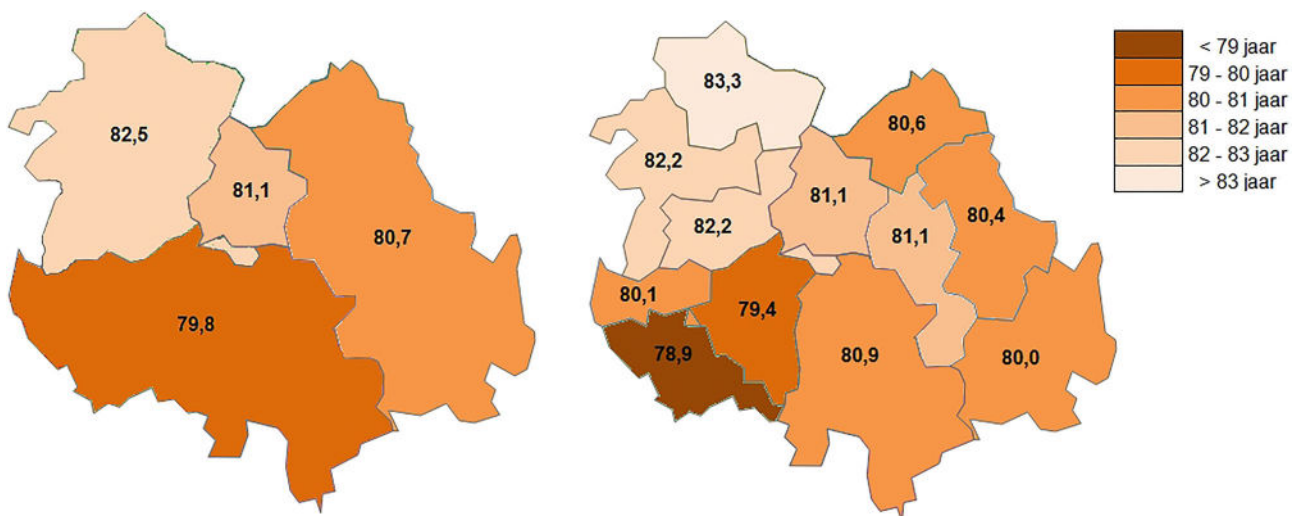 82,5
81,1
80,7
79,8
83,3
80,6
82,2
81,1
80,4
82,2
81,1
80,1
79,4
78,9
80,9
80,0
< 79 jaar
79 - 80 jaar
80 - 81 jaar
81 - 82 jaar
82 - 83 jaar
> 83 jaar